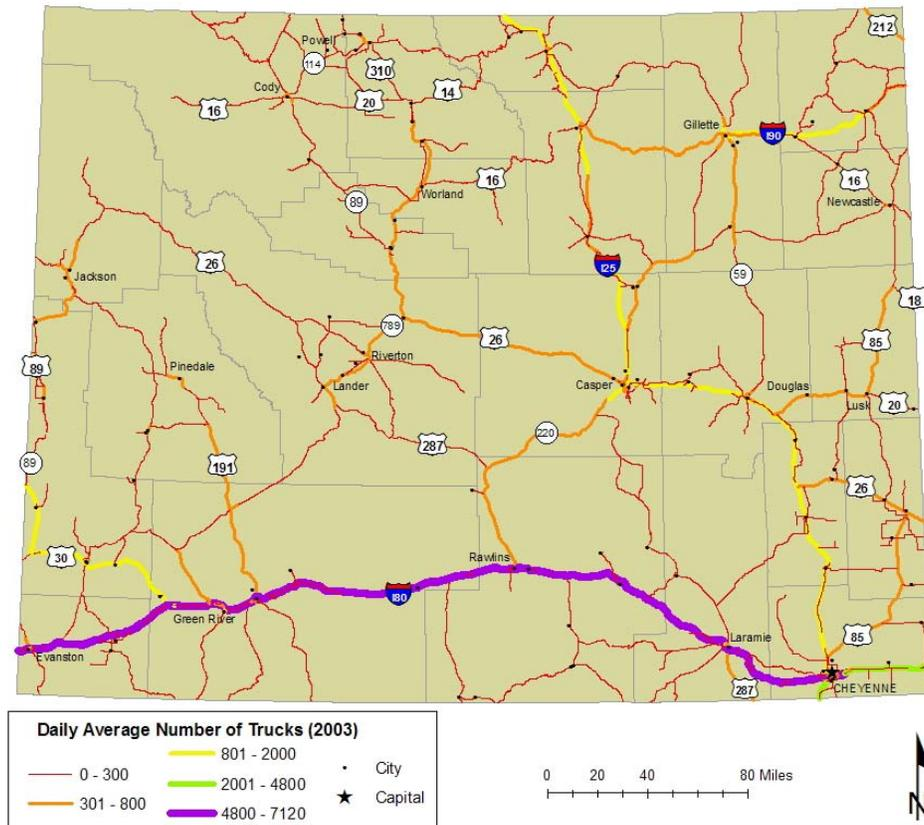 212
Powell
114
310
14
Cody
16
20
Gillette
I90
16
16
89
Worland
Newcastle
26
Jackson
I25
59
18
789
26
85
89
Pinedale
Riverton
Lander
Casper
Douglas
Lusk
20
220
287
89
191
26
30
Rawlins
I80
Green River
Evanston
Laramie
85
287
CHEYENNE
Daily Average Number of Trucks (2003)
0 - 300
301 - 800
801 - 2000
2001 - 4800
4800 - 7120
City
Capital
0 20 40 80 Miles
N